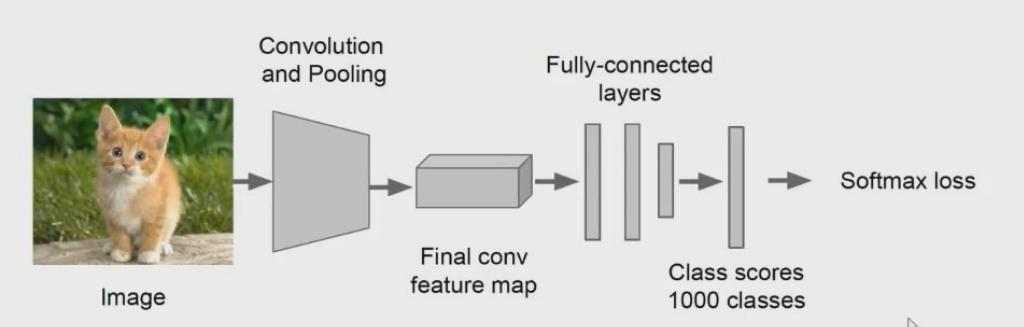 Convolution
and Pooling
Fully-connected
layers
Softmax loss
Final conv
feature map
Class scores
1000 classes
Image